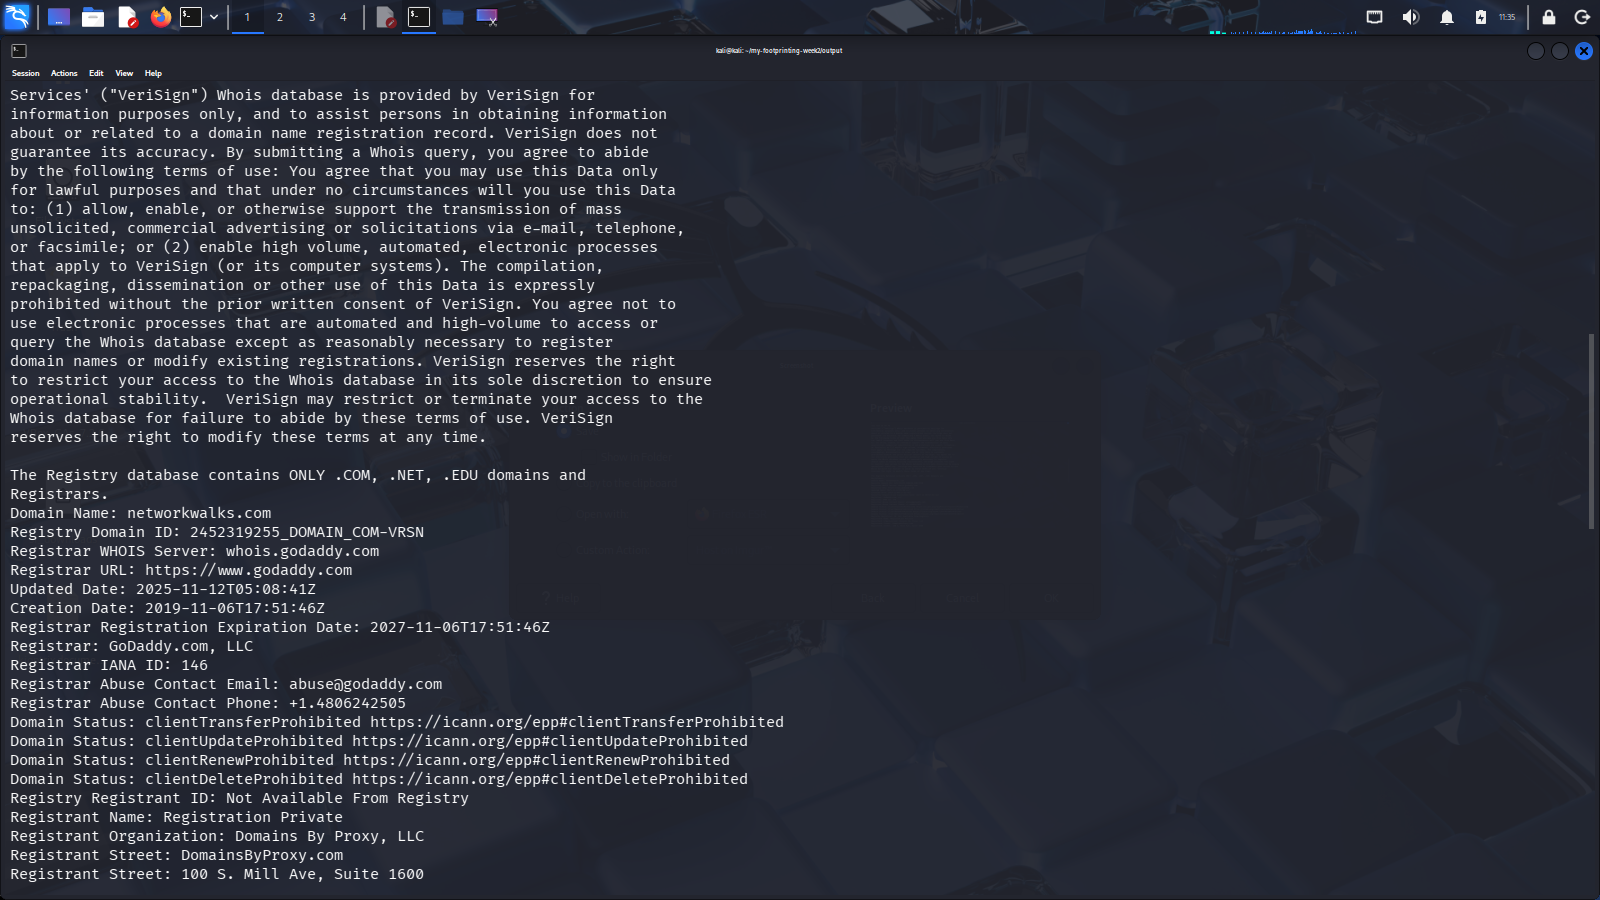 1 2 3 4
11:35
kali@kali: ~/my-footprinting-week2/output
Session Actions Edit View Help
Services' ("VeriSign") Whois database is provided by VeriSign for
information purposes only, and to assist persons in obtaining information
about or related to a domain name registration record. VeriSign does not
guarantee its accuracy. By submitting a Whois query, you agree to abide
by the following terms of use: You agree that you may use this Data only
for lawful purposes and that under no circumstances will you use this Data
to: (1) allow, enable, or otherwise support the transmission of mass
unsolicited, commercial advertising or solicitations via e-mail, telephone,
or facsimile; or (2) enable high volume, automated, electronic processes
that apply to VeriSign (or its computer systems). The compilation,
repackaging, dissemination or other use of this Data is expressly
prohibited without the prior written consent of VeriSign. You agree not to
use electronic processes that are automated and high-volume to access or
query the Whois database except as reasonably necessary to register
domain names or modify existing registrations. VeriSign reserves the right
to restrict your access to the Whois database in its sole discretion to ensure
operational stability.  VeriSign may restrict or terminate your access to the
Whois database for failure to abide by these terms of use. VeriSign
reserves the right to modify these terms at any time.

The Registry database contains ONLY .COM, .NET, .EDU domains and
Registrars.
Domain Name: networkwalks.com
Registry Domain ID: 2452319255_DOMAIN_COM-VRSN
Registrar WHOIS Server: whois.godaddy.com
Registrar URL: https://www.godaddy.com
Updated Date: 2025-11-12T05:08:41Z
Creation Date: 2019-11-06T17:51:46Z
Registrar Registration Expiration Date: 2027-11-06T17:51:46Z
Registrar: GoDaddy.com, LLC
Registrar IANA ID: 146
Registrar Abuse Contact Email: abuse@godaddy.com
Registrar Abuse Contact Phone: +1.4806242505
Domain Status: clientTransferProhibited https://icann.org/epp#clientTransferProhibited
Domain Status: clientUpdateProhibited https://icann.org/epp#clientUpdateProhibited
Domain Status: clientRenewProhibited https://icann.org/epp#clientRenewProhibited
Domain Status: clientDeleteProhibited https://icann.org/epp#clientDeleteProhibited
Registry Registrant ID: Not Available From Registry
Registrant Name: Registration Private
Registrant Organization: Domains By Proxy, LLC
Registrant Street: DomainsByProxy.com
Registrant Street: 100 S. Mill Ave, Suite 1600